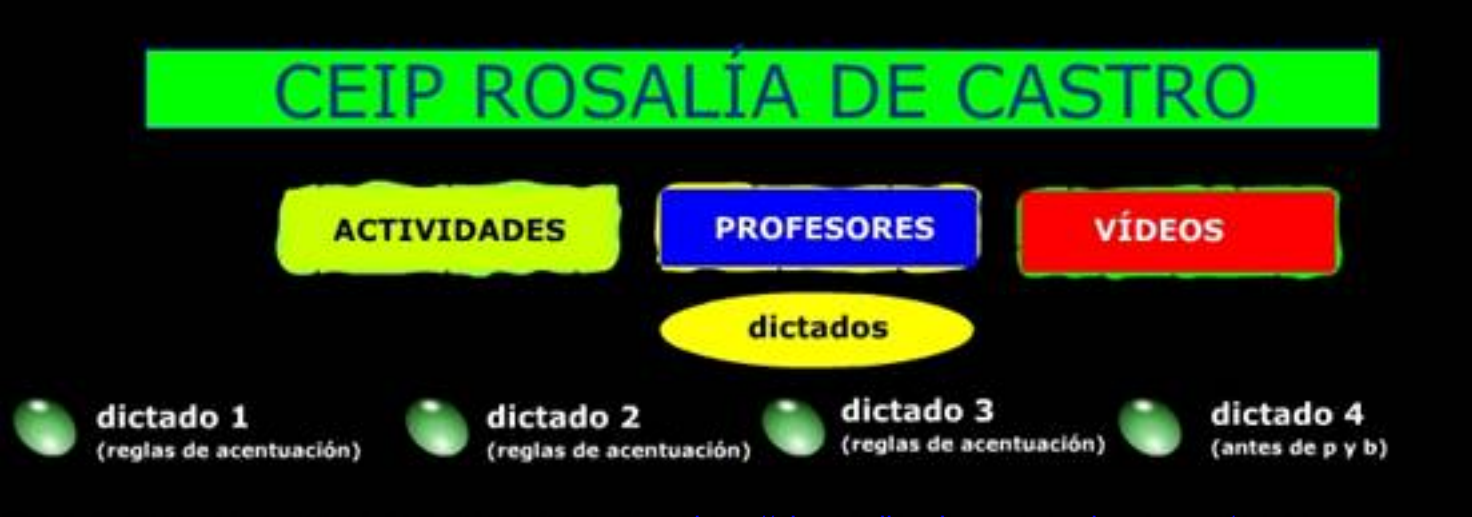 CEIP ROSALÍA DE CASTRO
ACTIVIDADES PROFESORES VÍDEOS
dictados
dictado 1 dictado 2 dictado 3 dictado 4
(reglas de acentuación) (reglas de acentuación) (reglas de acentuación) (antes de p y b)